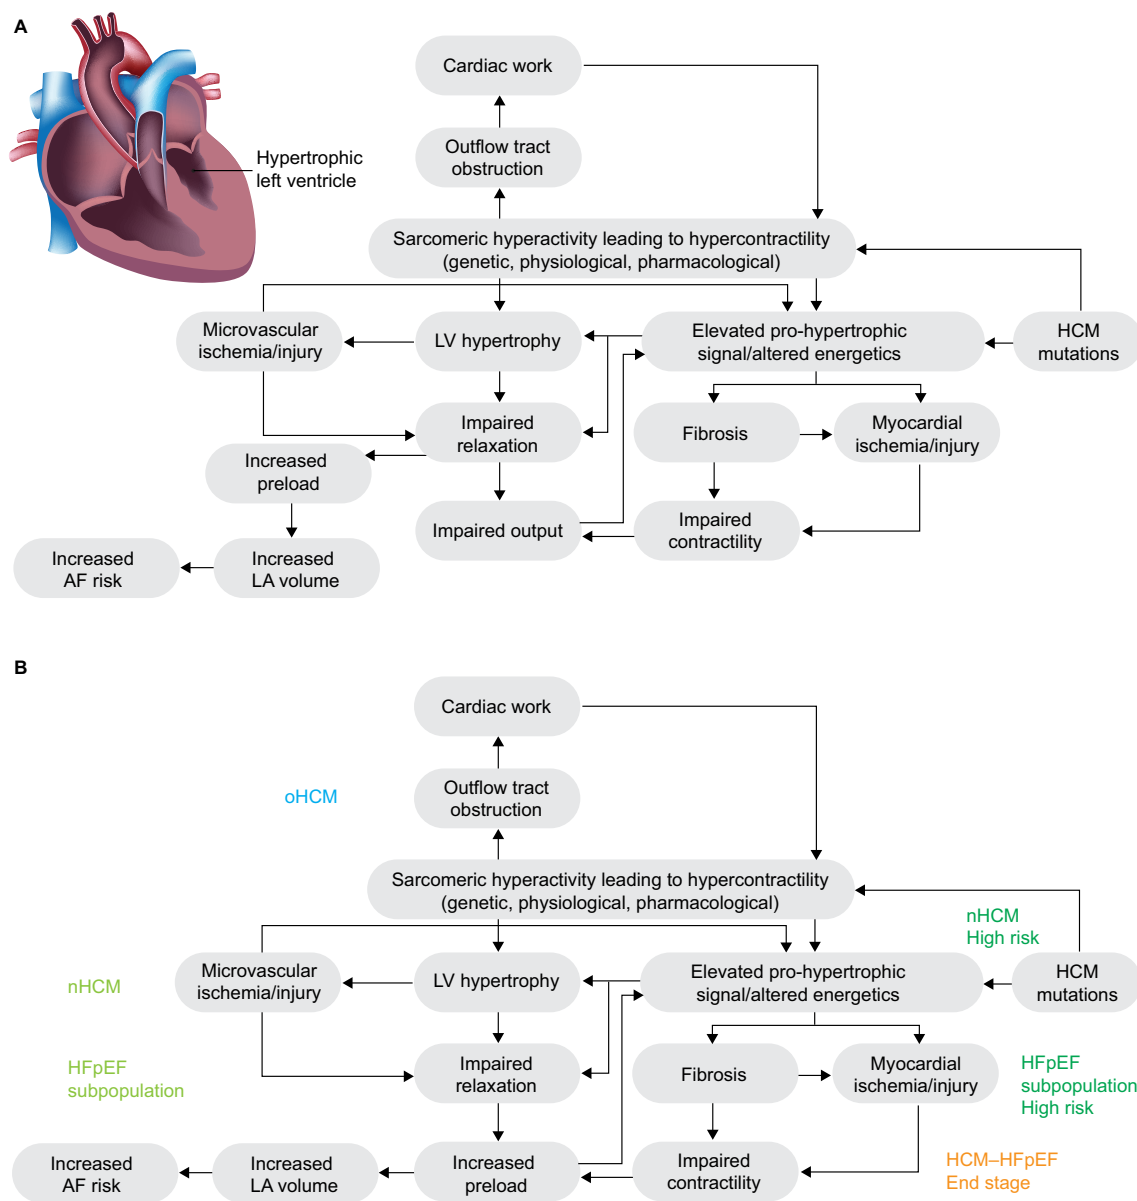 A
Cardiac work
Outflow tract
obstruction
Hypertrophic
left ventricle
Sarcomeric hyperactivity leading to hypercontractility
(genetic, physiological, pharmacological)
Microvascular
ischemia/injury
LV hypertrophy
Elevated pro-hypertrophic
signal/altered energetics
HCM
mutations
Impaired
relaxation
Fibrosis
Myocardial
ischemia/injury
Increased
preload
Impaired output
Impaired
contractility
Increased
AF risk
Increased
LA volume
B
Cardiac work
oHCM
Outflow tract
obstruction
Sarcomeric hyperactivity leading to hypercontractility
(genetic, physiological, pharmacological)
nHCM
High risk
nHCM
Microvascular
ischemia/injury
LV hypertrophy
Elevated pro-hypertrophic
signal/altered energetics
HCM
mutations
HFpEF
subpopulation
Impaired
relaxation
Fibrosis
Myocardial
ischemia/injury
HFpEF
subpopulation
High risk
Increased
AF risk
Increased
LA volume
Increased
preload
Impaired
contractility
HCM–HFpEF
End stage